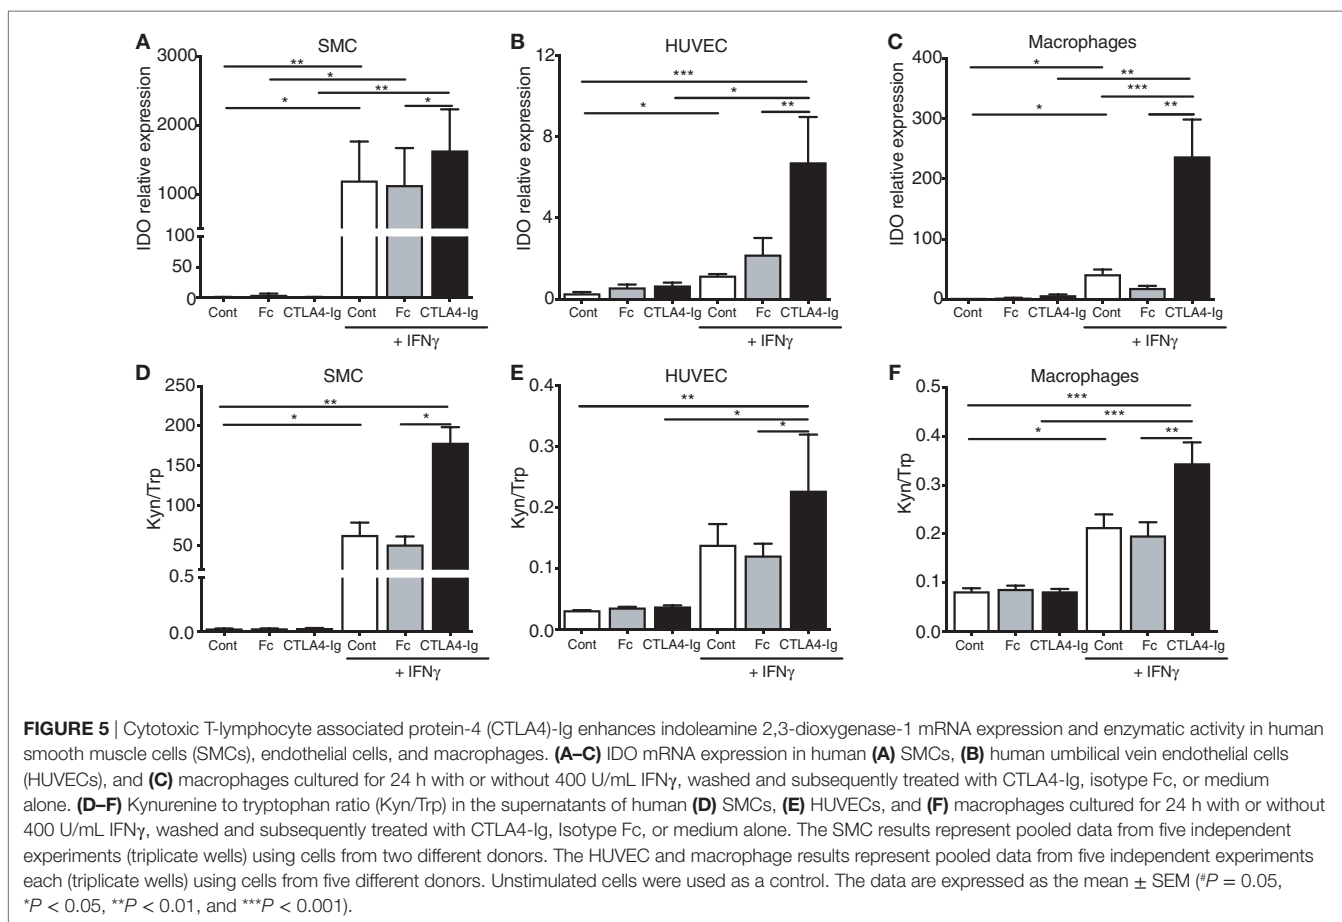 A SMC
IDO relative expression
3000
2000
1000
100
50
0
** * ** * *
Cont Fc CTLA4-Ig Cont Fc CTLA4-Ig
+ IFNγ
B HUVEC
IDO relative expression
12
8
4
0
*** * * **
Cont Fc CTLA4-Ig Cont Fc CTLA4-Ig
+ IFNγ
C Macrophages
IDO relative expression
400
300
200
100
0
* ** *** * **
Cont Fc CTLA4-Ig Cont Fc CTLA4-Ig
+ IFNγ
D SMC
Kyn/Trp
250
200
150
100
50
0.5
0.0
** * *
Cont Fc CTLA4-Ig Cont Fc CTLA4-Ig
+ IFNγ
E HUVEC
Kyn/Trp
0.4
0.3
0.2
0.1
0.0
** * *
Cont Fc CTLA4-Ig Cont Fc CTLA4-Ig
+ IFNγ
F Macrophages
Kyn/Trp
0.5
0.4
0.3
0.2
0.1
0.0
*** *** * **
Cont Fc CTLA4-Ig Cont Fc CTLA4-Ig
+ IFNγ
FIGURE 5 | Cytotoxic T-lymphocyte associated protein-4 (CTLA4)-Ig enhances indoleamine 2,3-dioxygenase-1 mRNA expression and enzymatic activity in human
smooth muscle cells (SMCs), endothelial cells, and macrophages. (A–C) IDO mRNA expression in human (A) SMCs, (B) human umbilical vein endothelial cells
(HUVECs), and (C) macrophages cultured for 24 h with or without 400 U/mL IFNγ, washed and subsequently treated with CTLA4-Ig, isotype Fc, or medium
alone. (D–F) Kynurenine to tryptophan ratio (Kyn/Trp) in the supernatants of human (D) SMCs, (E) HUVECs, and (F) macrophages cultured for 24 h with or without
400 U/mL IFNγ, washed and subsequently treated with CTLA4-Ig, Isotype Fc, or medium alone. The SMC results represent pooled data from five independent
experiments (triplicate wells) using cells from two different donors. The HUVEC and macrophage results represent pooled data from five independent experiments
each (triplicate wells) using cells from five different donors. Unstimulated cells were used as a control. The data are expressed as the mean ± SEM (#P = 0.05,
*P < 0.05, **P < 0.01, and ***P < 0.001).